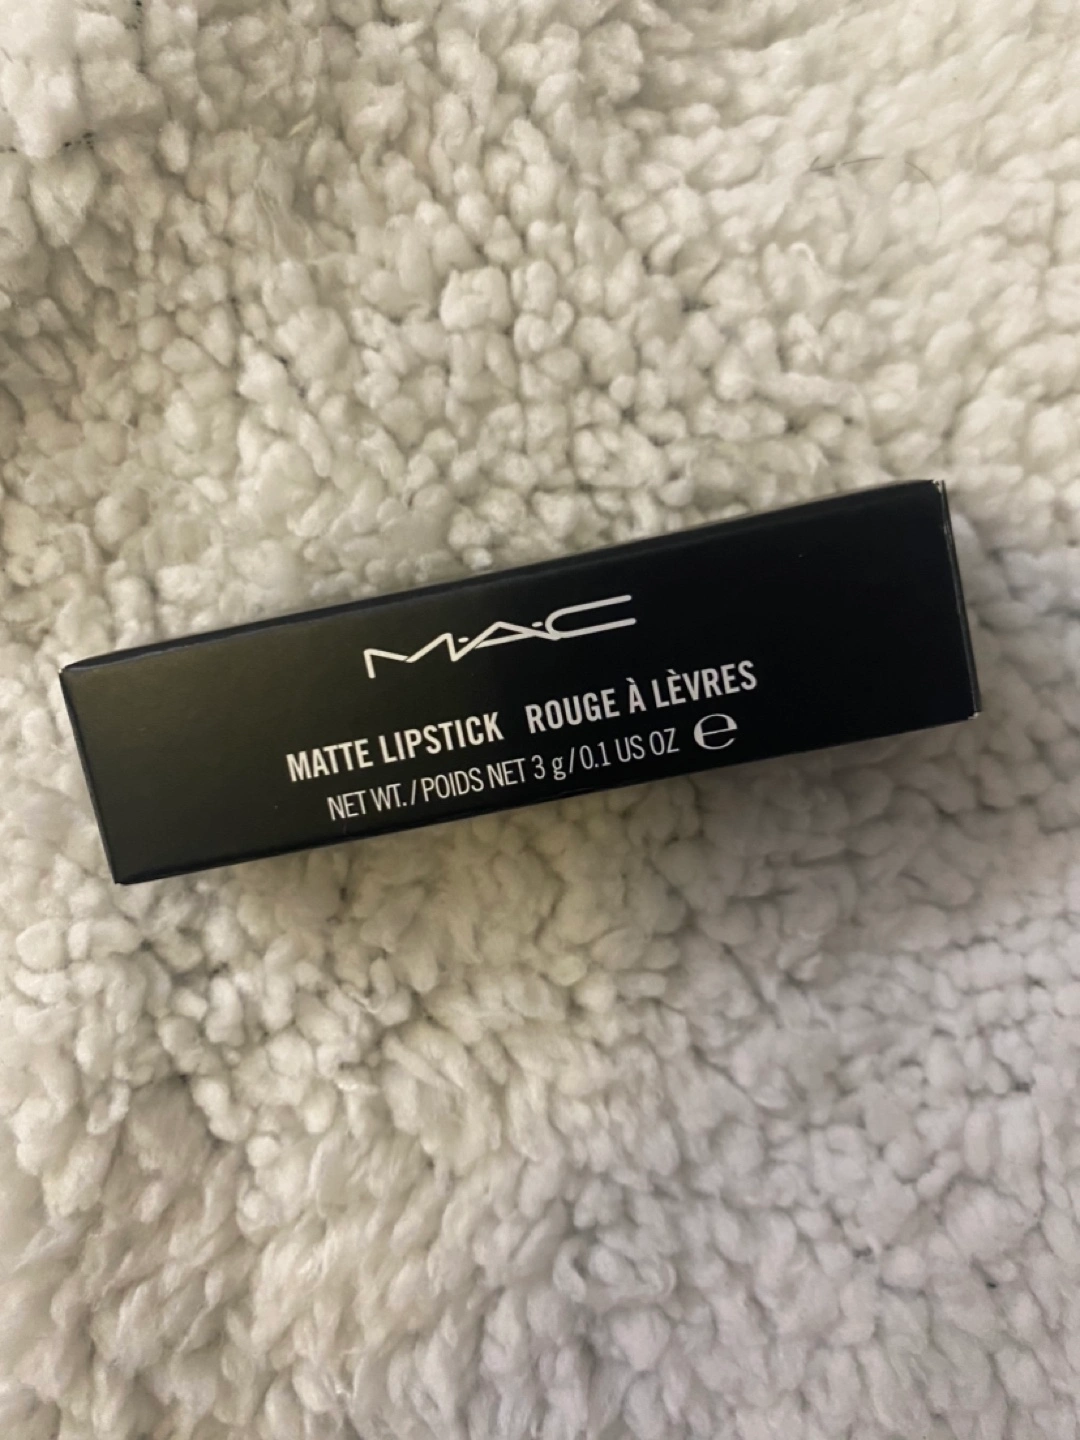 M·A·C
MATTE LIPSTICK ROUGE À LÈVRES
NET WT./POIDS NET 3 g/0.1 US OZ ℮